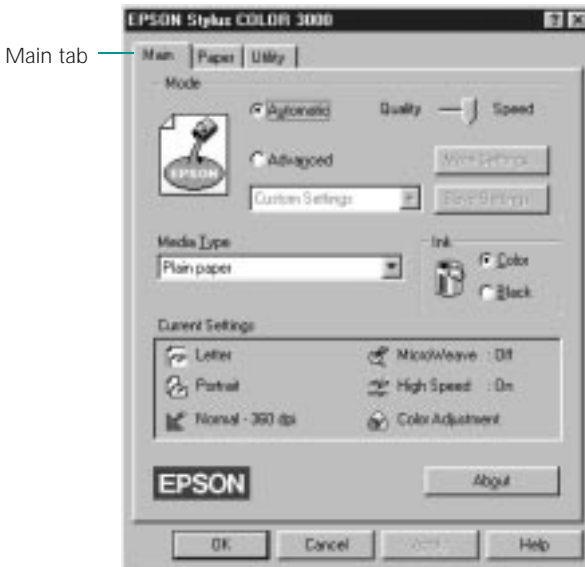 EPSON Stylus COLOR 3000
Main tab
Main Paper Utility
Mode
EPSON
Automatic Quality Speed
Advanced More Settings
Custom Settings Save Settings
Media Type
Plain paper
Ink
Color
Black
Current Settings
Letter MicroWeave : Off
Portrait High Speed : On
Normal - 360 dpi Color Adjustment
EPSON About
OK Cancel Help